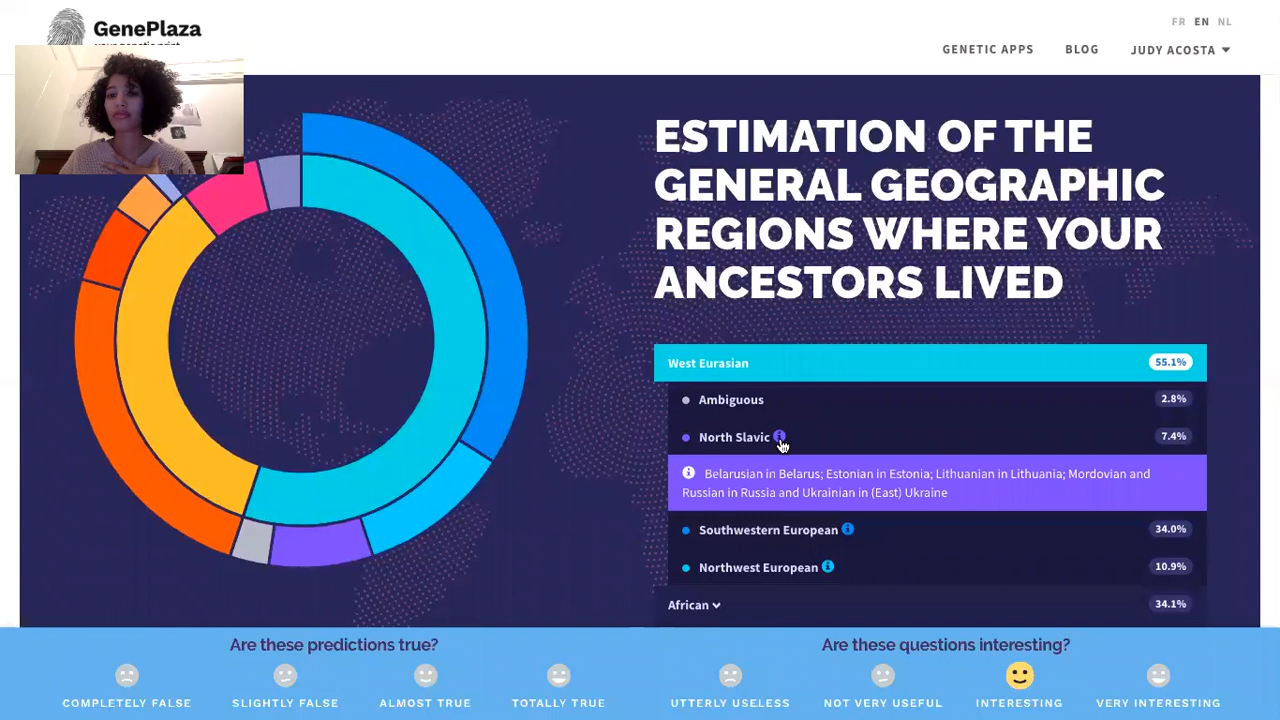 GenePlaza
your genetic print
FR EN NL
GENETIC APPS BLOG JUDY ACOSTA
ESTIMATION OF THE
GENERAL GEOGRAPHIC
REGIONS WHERE YOUR
ANCESTORS LIVED
West Eurasian 55.1%
Ambiguous 2.8%
North Slavic 7.4%
Belarusian in Belarus; Estonian in Estonia; Lithuanian in Lithuania; Mordovian and
Russian in Russia and Ukrainian in (East) Ukraine
Southwestern European 34.0%
Northwest European 10.9%
African 34.1%
Are these predictions true?
COMPLETELY FALSE SLIGHTLY FALSE ALMOST TRUE TOTALLY TRUE
Are these questions interesting?
UTTERLY USELESS NOT VERY USEFUL INTERESTING VERY INTERESTING